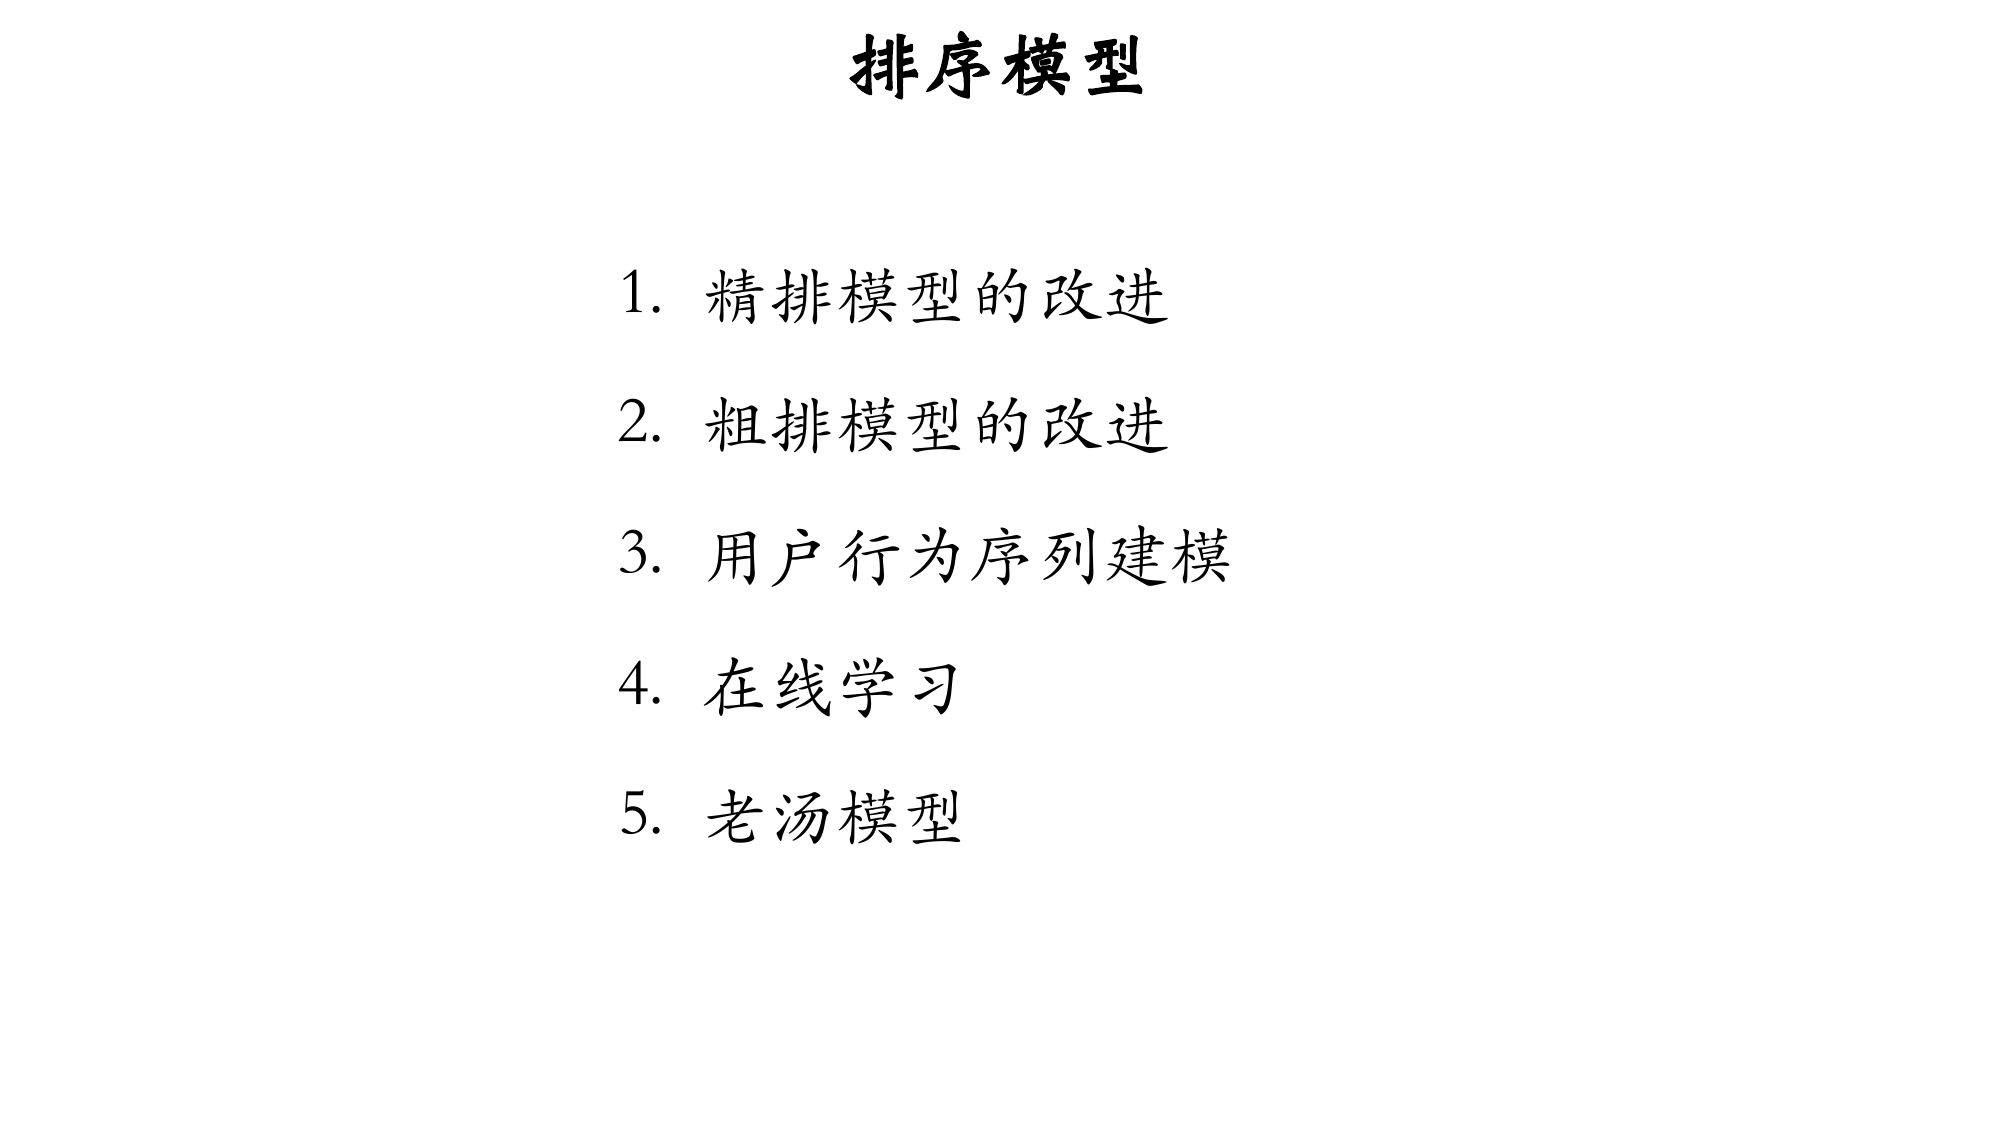 排序模型
1. 精排模型的改进
2. 粗排模型的改进
3. 用户行为序列建模
4. 在线学习
5. 老汤模型